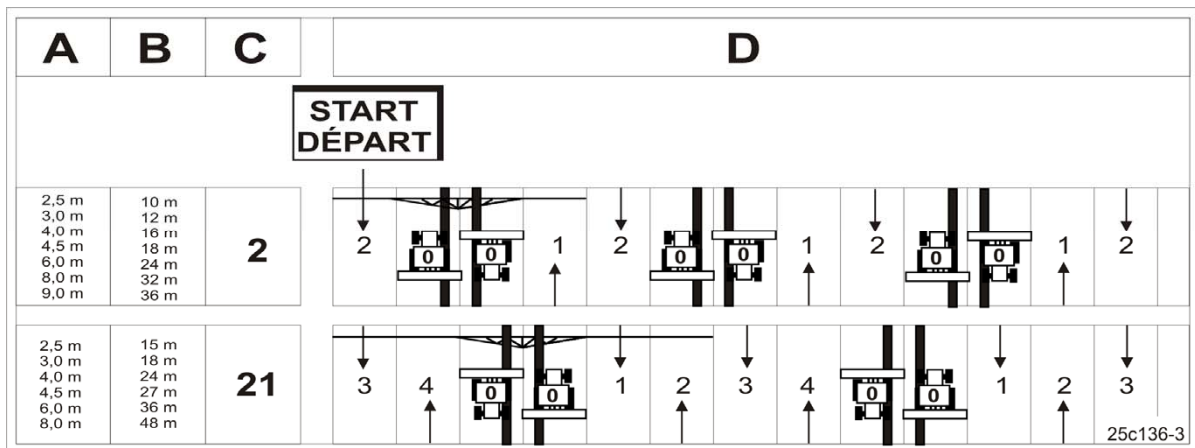 A B C D
START
DÉPART
2,5 m 10 m
3,0 m 12 m
4,0 m 16 m
4,5 m 18 m
6,0 m 24 m
8,0 m 32 m
9,0 m 36 m
2
2 0 0 1 2 0 0 1 2 0 0 1 2
2,5 m 15 m
3,0 m 18 m
4,0 m 24 m
4,5 m 27 m
6,0 m 36 m
8,0 m 48 m
21
3 4 0 0 1 2 3 4 0 0 1 2 3
25c136-3